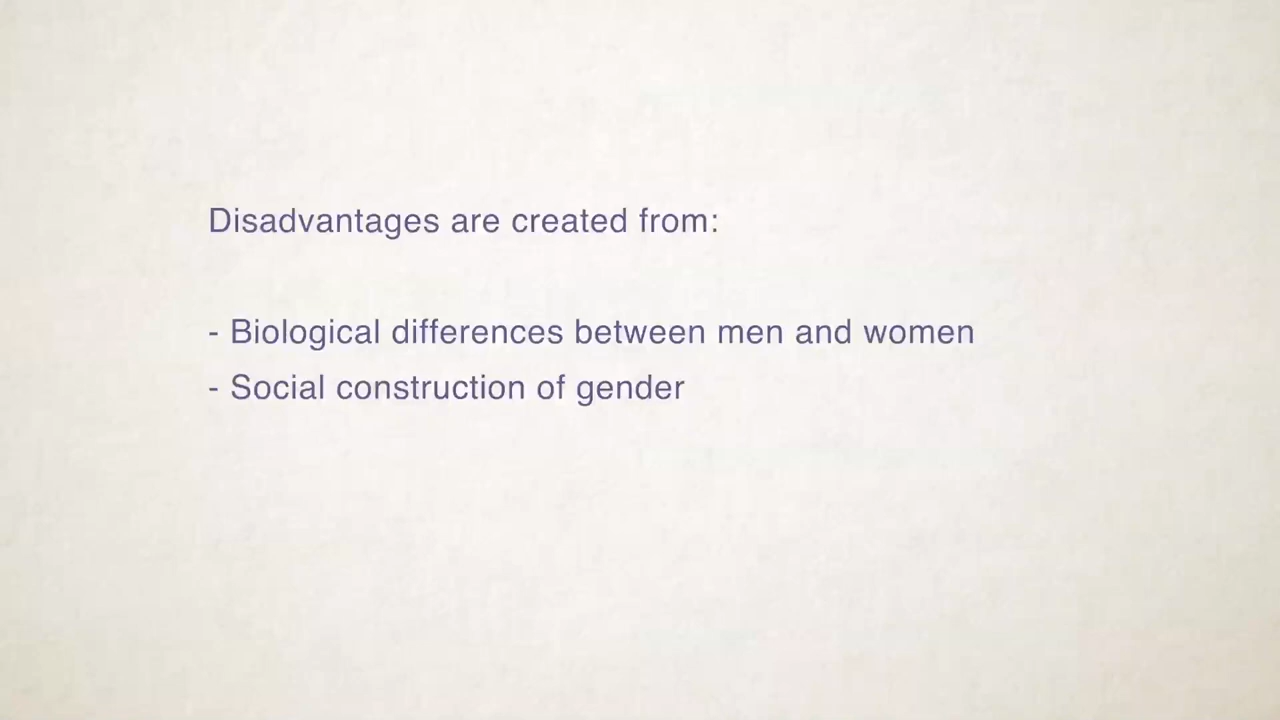 Disadvantages are created from:
- Biological differences between men and women
- Social construction of gender